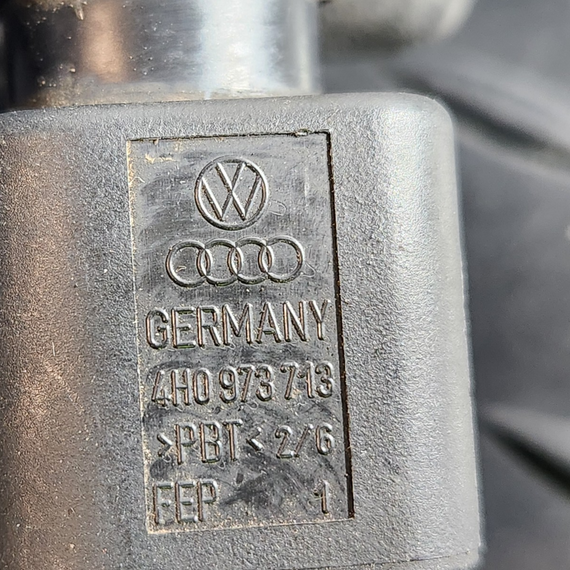 GERMANY
4H0 973 713
>PBT< 2/6
FEP 1